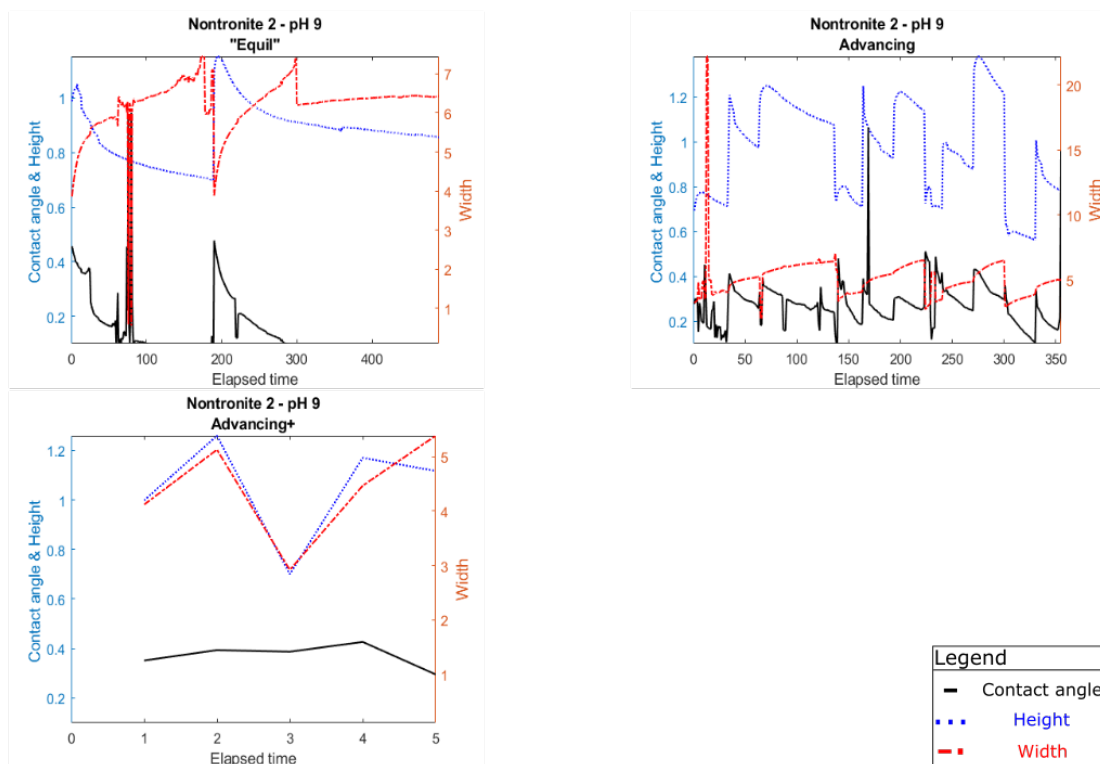 Nontronite 2 - pH 9
"Equil"
Contact angle & Height
1
0.8
0.6
0.4
0.2
7
6
5
4
3
2
1
Width
0
100
200
300
400
Elapsed time
Nontronite 2 - pH 9
Advancing
Contact angle & Height
1.2
1
0.8
0.6
0.4
0.2
20
15
10
5
Width
0
50
100
150
200
250
300
350
Elapsed time
Nontronite 2 - pH 9
Advancing+
Contact angle & Height
1.2
1
0.8
0.6
0.4
0.2
5
4
3
2
1
Width
0
1
2
3
4
5
Elapsed time
Legend
Contact angle
Height
Width